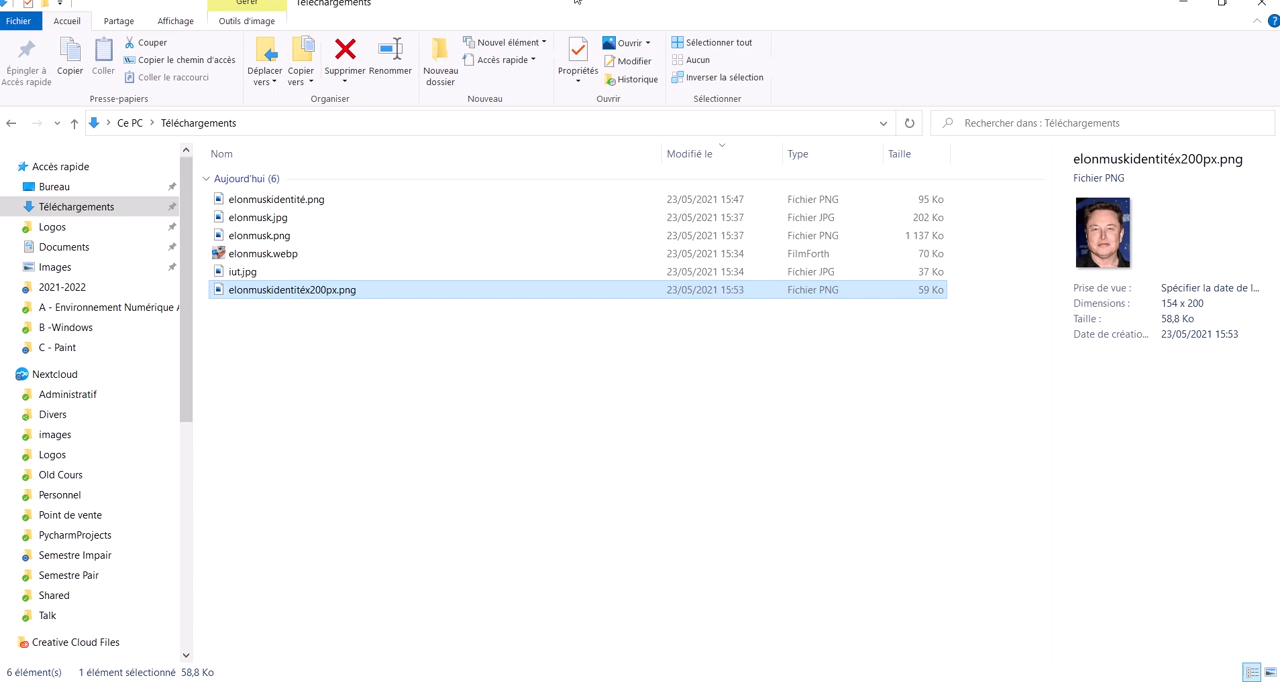 Gérer
Téléchargements
Fichier
Accueil
Partage
Affichage
Outils d'image
Épingler à
Accès rapide
Copier
Coller
Couper
Copier le chemin d'accès
Coller le raccourci
Presse-papiers
Déplacer
vers
Copier
vers
Supprimer
Renommer
Organiser
Nouveau
dossier
Nouvel élément
Accès rapide
Nouveau
Propriétés
Ouvrir
Modifier
Historique
Ouvrir
Sélectionner tout
Aucun
Inverser la sélection
Sélectionner
Ce PC
Téléchargements
Rechercher dans : Téléchargements
Accès rapide
Bureau
Téléchargements
Logos
Documents
Images
2021-2022
A - Environnement Numérique
B -Windows
C - Paint
Nextcloud
Administratif
Divers
images
Logos
Old Cours
Personnel
Point de vente
PycharmProjects
Semestre Impair
Semestre Pair
Shared
Talk
Creative Cloud Files
Nom Modifié le Type Taille
Aujourd'hui (6)
elonmuskidentité.png 23/05/2021 15:47 Fichier PNG 95 Ko
elonmusk.jpg 23/05/2021 15:37 Fichier JPG 202 Ko
elonmusk.png 23/05/2021 15:37 Fichier PNG 1 137 Ko
elonmusk.webp 23/05/2021 15:34 FilmForth 70 Ko
iut.jpg 23/05/2021 15:34 Fichier JPG 37 Ko
elonmuskidentitéx200px.png 23/05/2021 15:53 Fichier PNG 59 Ko
elonmuskidentitéx200px.png
Fichier PNG
Prise de vue : Spécifier la date de l...
Dimensions : 154 x 200
Taille : 58,8 Ko
Date de créatio... 23/05/2021 15:53
6 élément(s) 1 élément sélectionné 58,8 Ko